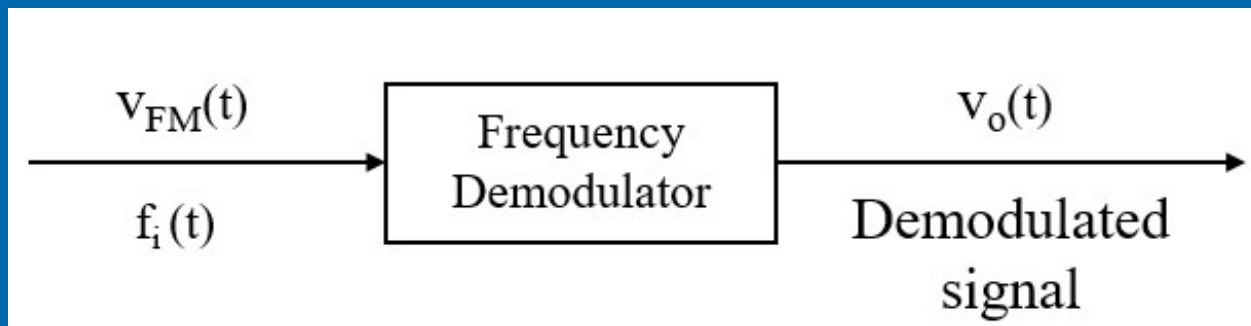 v_FM(t)
f_i(t)
Frequency
Demodulator
v_o(t)
Demodulated
signal